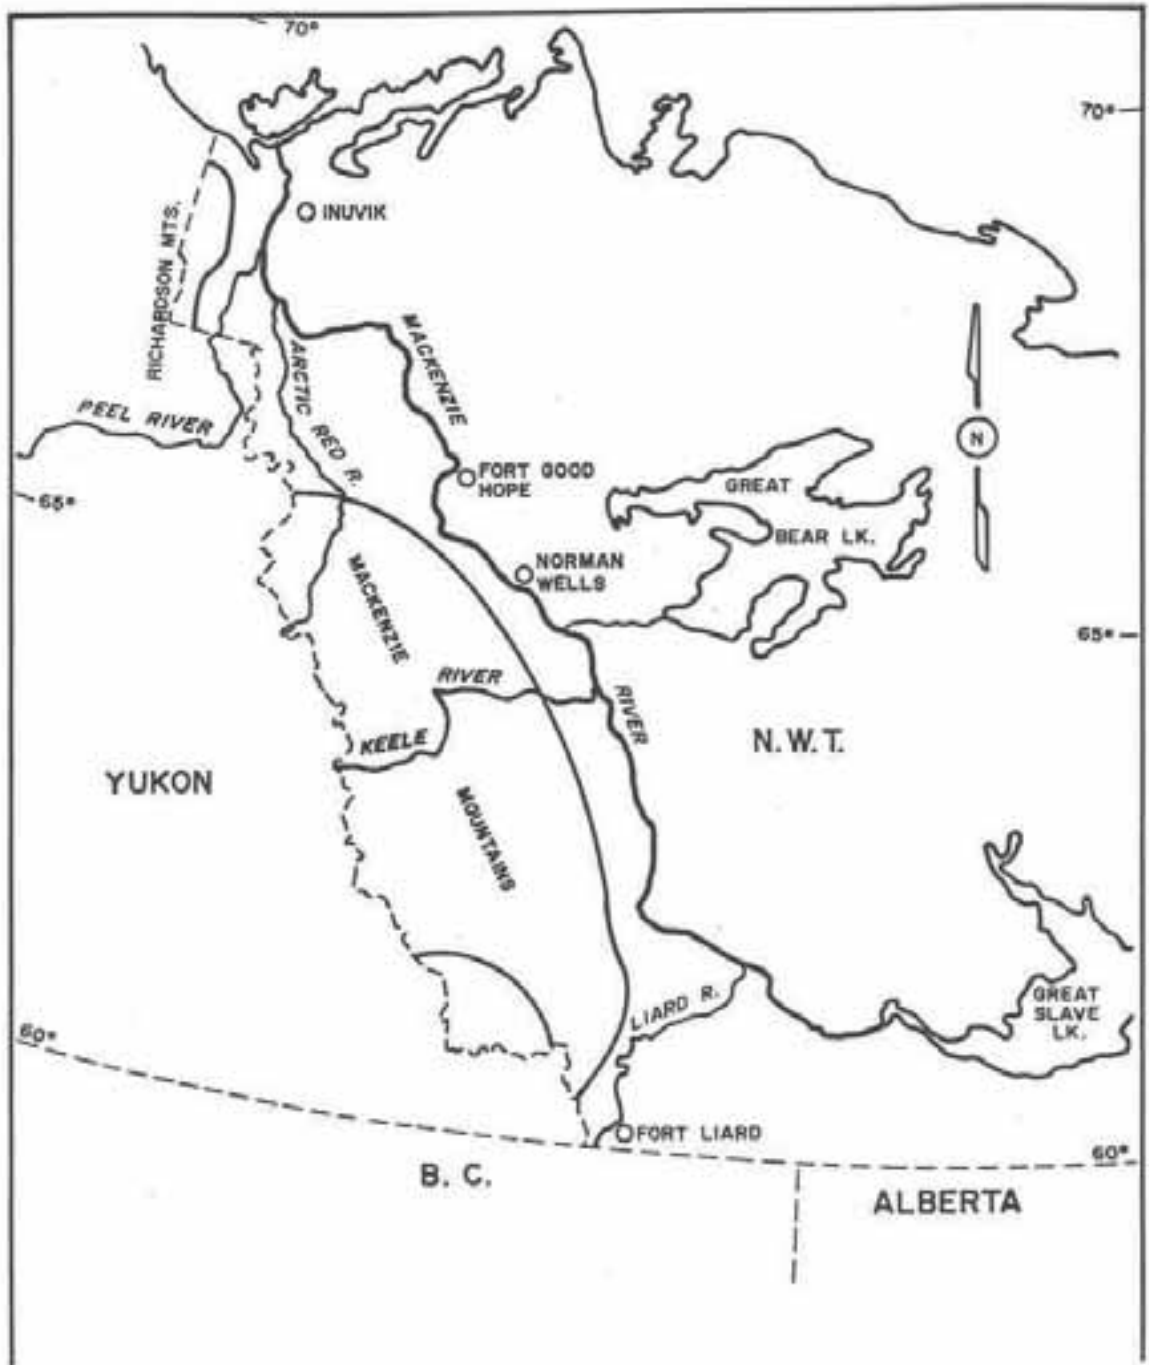 70°
70°
INUVIK
RICHARDSON MTS.
MACKENZIE
ARCTIC RED R.
PEEL RIVER
N
FORT GOOD
HOPE
GREAT
BEAR LK.
65°
NORMAN
WELLS
MACKENZIE
65°
RIVER
RIVER
KEELE
N.W.T.
YUKON
MOUNTAINS
LIARD R.
GREAT
SLAVE
LK.
60°
FORT LIARD
60°
B. C.
ALBERTA